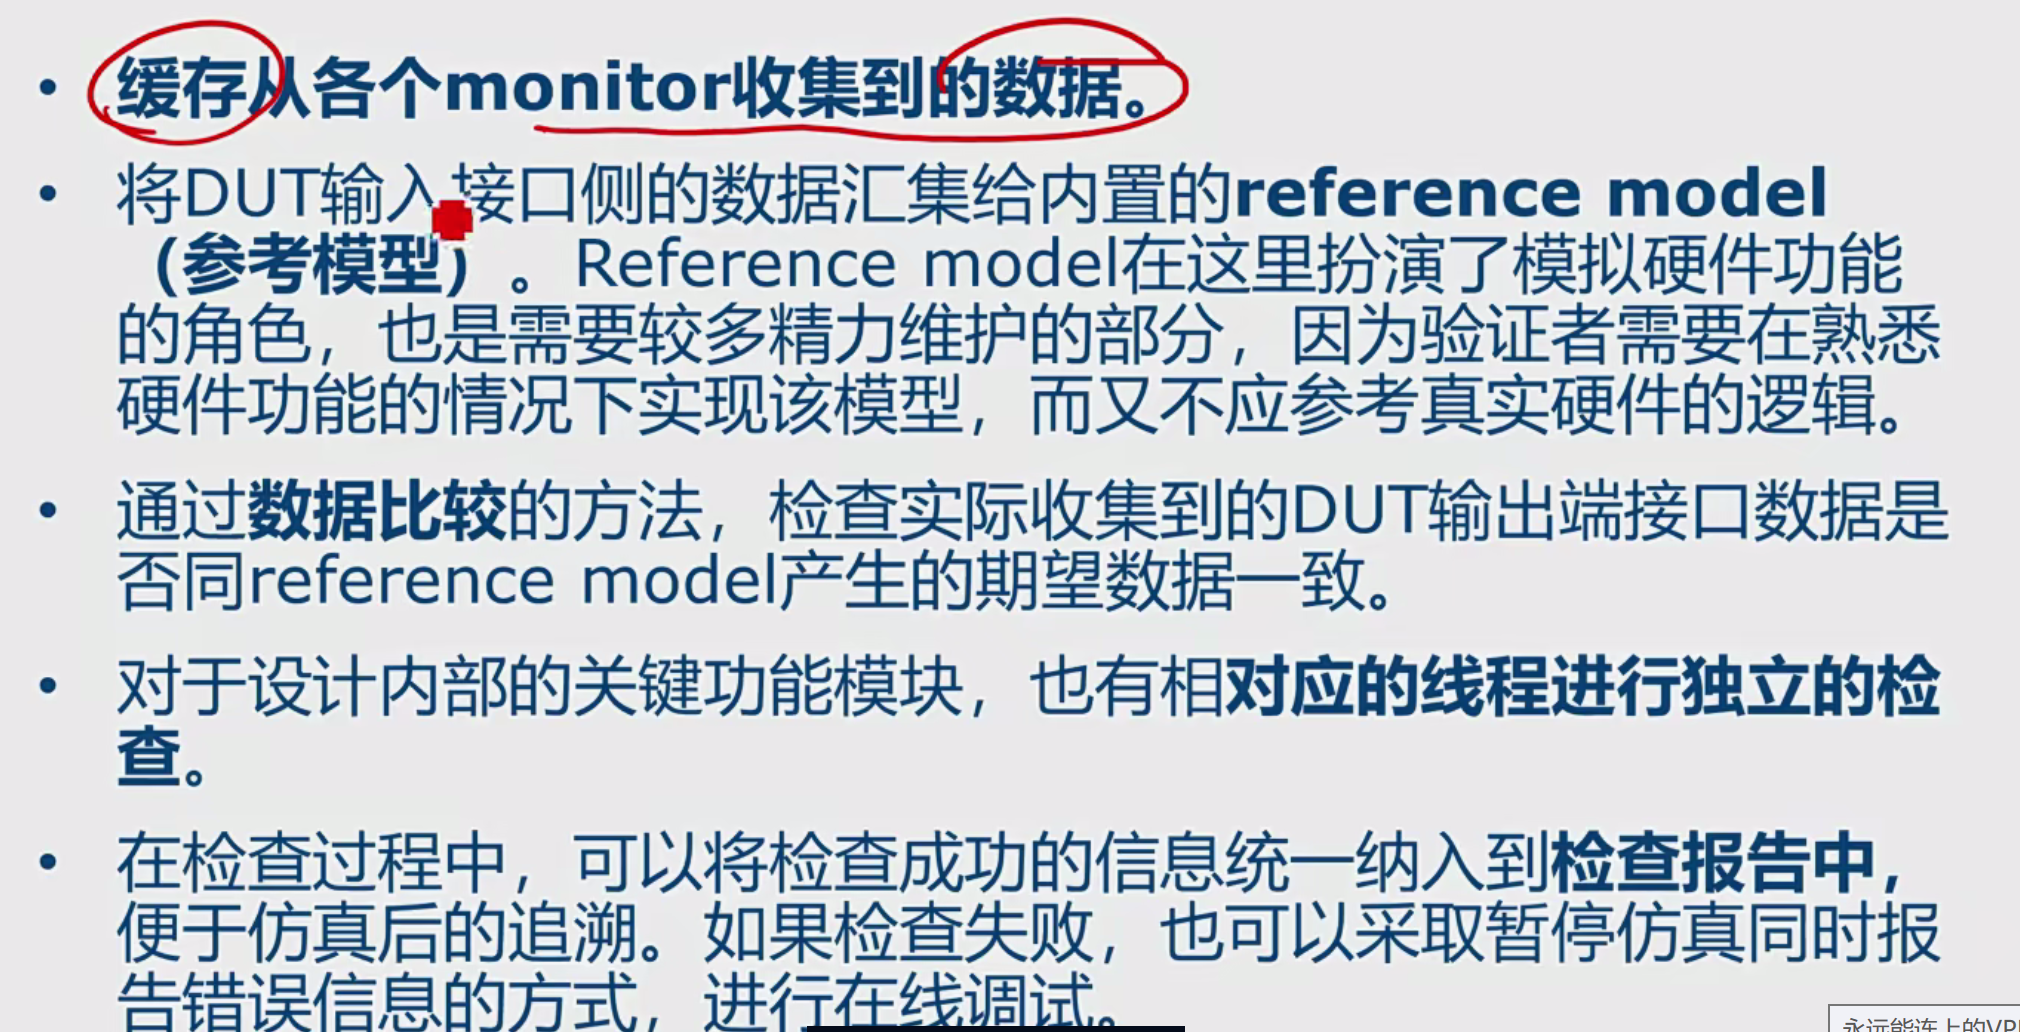 • 缓存从各个monitor收集到的数据。
• 将DUT输入接口侧的数据汇集给内置的reference model
（参考模型）。Reference model在这里扮演了模拟硬件功能
的角色，也是需要较多精力维护的部分，因为验证者需要在熟悉
硬件功能的情况下实现该模型，而又不应参考真实硬件的逻辑。
• 通过数据比较的方法，检查实际收集到的DUT输出端接口数据是
否同reference model产生的期望数据一致。
• 对于设计内部的关键功能模块，也有相对应的线程进行独立的检
查。
• 在检查过程中，可以将检查成功的信息统一纳入到检查报告中，
便于仿真后的追溯。如果检查失败，也可以采取暂停仿真同时报
告错误信息的方式，进行在线调试。
永远能连上的VP